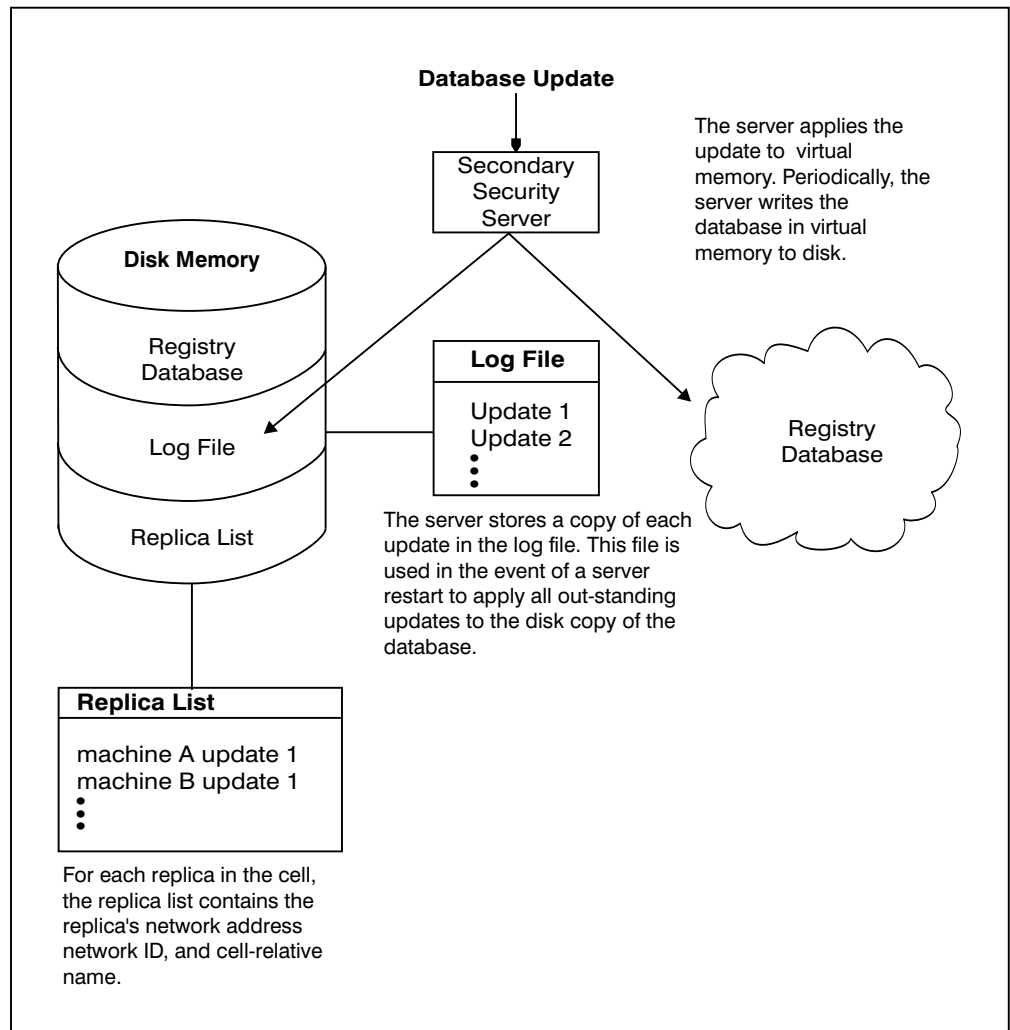 Database Update
Secondary
Security
Server
The server applies the
update to virtual
memory. Periodically, the
server writes the
database in virtual
memory to disk.
Disk Memory
Registry
Database
Log File
Replica List
Log File
Update 1
Update 2
Registry
Database
The server stores a copy of each
update in the log file. This file is
used in the event of a server
restart to apply all out-standing
updates to the disk copy of the
database.
Replica List
machine A update 1
machine B update 1
For each replica in the cell,
the replica list contains the
replica's network address
network ID, and cell-relative
name.